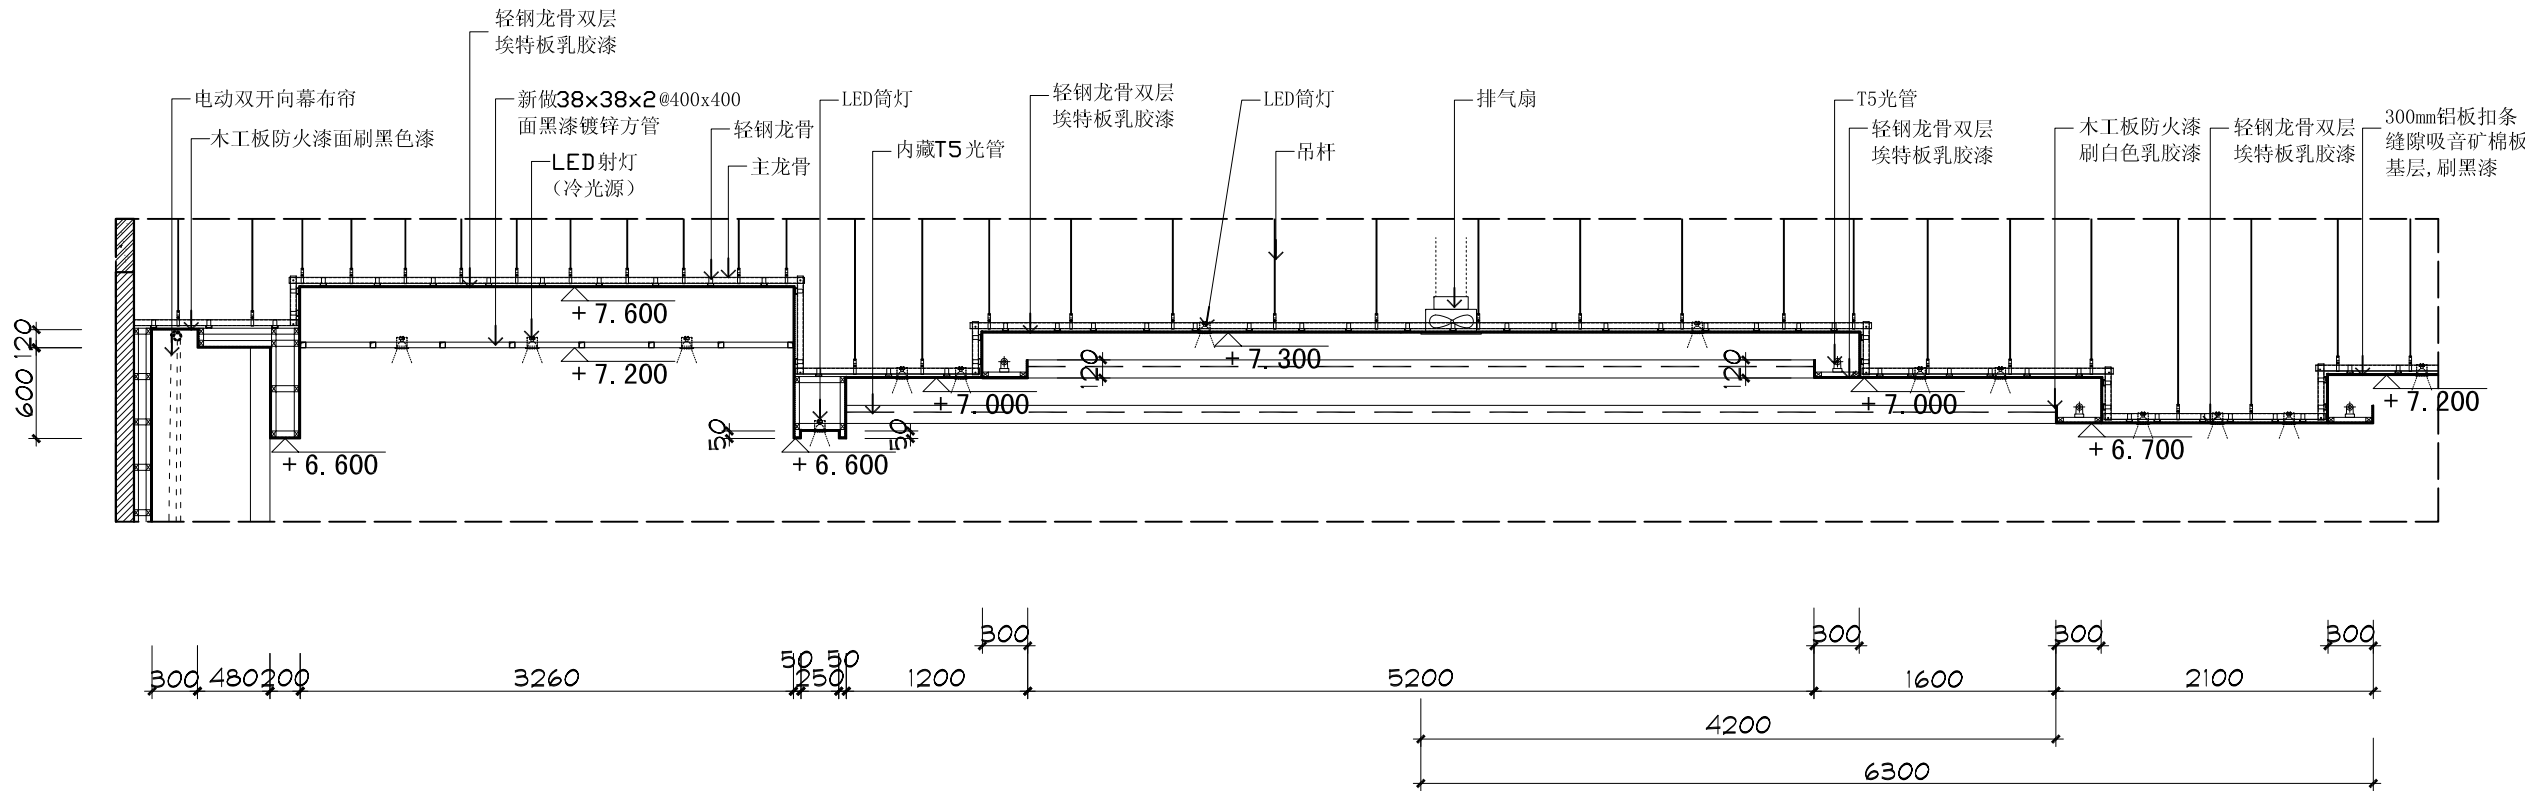 轻钢龙骨双层
埃特板乳胶漆
电动双开向幕布帘
木工板防火漆面刷黑色漆
新做38x38x2@400x400
面黑漆镀锌方管
LED射灯
（冷光源）
轻钢龙骨
主龙骨
LED筒灯
内藏T5光管
轻钢龙骨双层
埃特板乳胶漆
LED筒灯
吊杆
排气扇
T5光管
轻钢龙骨双层
埃特板乳胶漆
木工板防火漆
刷白色乳胶漆
轻钢龙骨双层
埃特板乳胶漆
300mm铝板扣条
缝隙吸音矿棉板
基层,刷黑漆
+7.600
+7.200
+7.300
+7.000
+7.000
+7.200
+6.600
+6.600
+6.700
120
600
50
50
120
120
300
300
300
300
300
480
200
3260
50
250
50
1200
5200
1600
2100
4200
6300